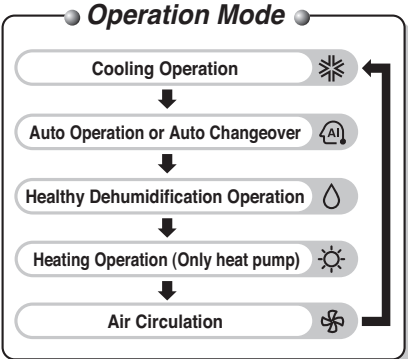 Operation Mode
Cooling Operation
Auto Operation or Auto Changeover
AI
Healthy Dehumidification Operation
Heating Operation (Only heat pump)
Air Circulation